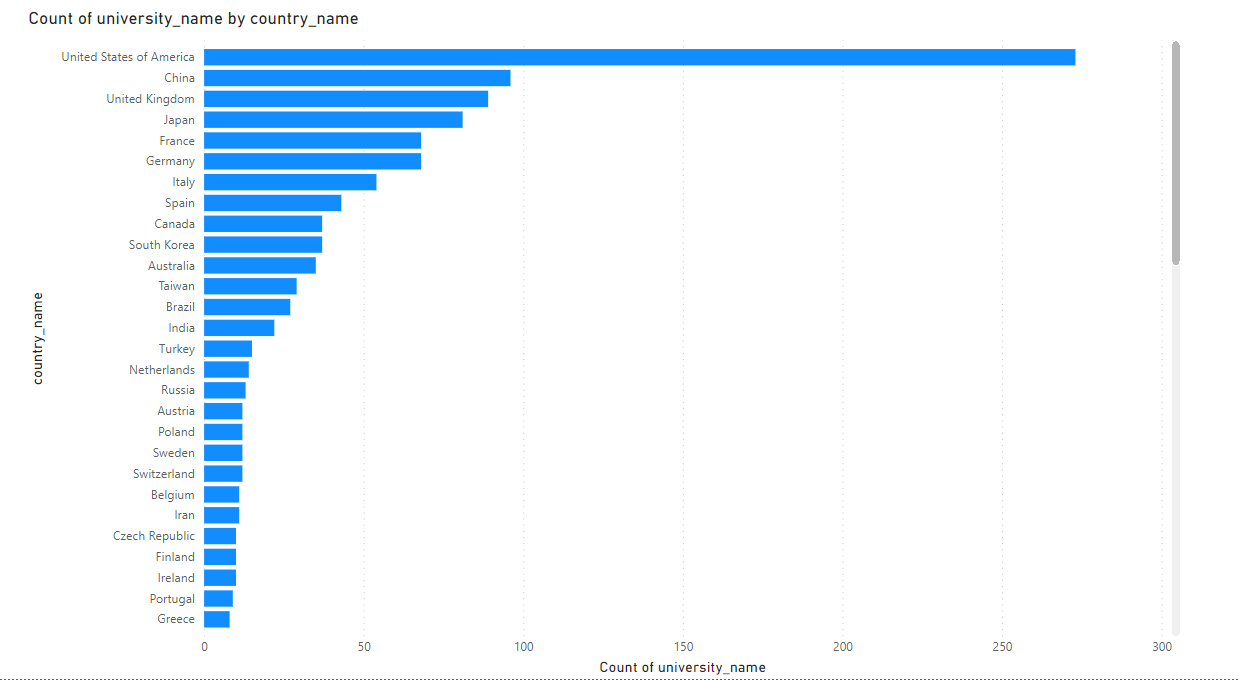 Count of university_name by country_name
United States of America
China
United Kingdom
Japan
France
Germany
Italy
Spain
Canada
South Korea
Australia
Taiwan
Brazil
India
Turkey
Netherlands
Russia
Austria
Poland
Sweden
Switzerland
Belgium
Iran
Czech Republic
Finland
Ireland
Portugal
Greece
country_name
0 50 100 150 200 250 300
Count of university_name